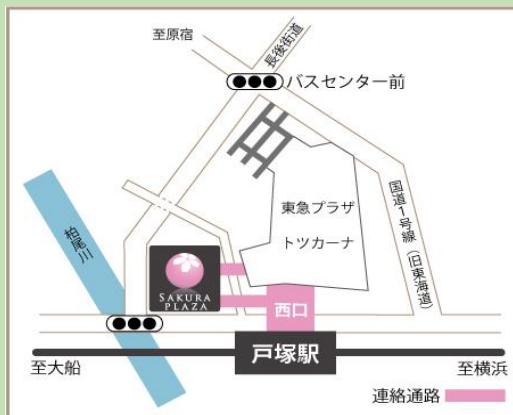 至原宿
長後街道
バスセンター前
東急プラザ
トツカーナ
国道1号線(旧東海道)
柏尾川
SAKURA
PLAZA
西口
戸塚駅
至大船
至横浜
連絡通路